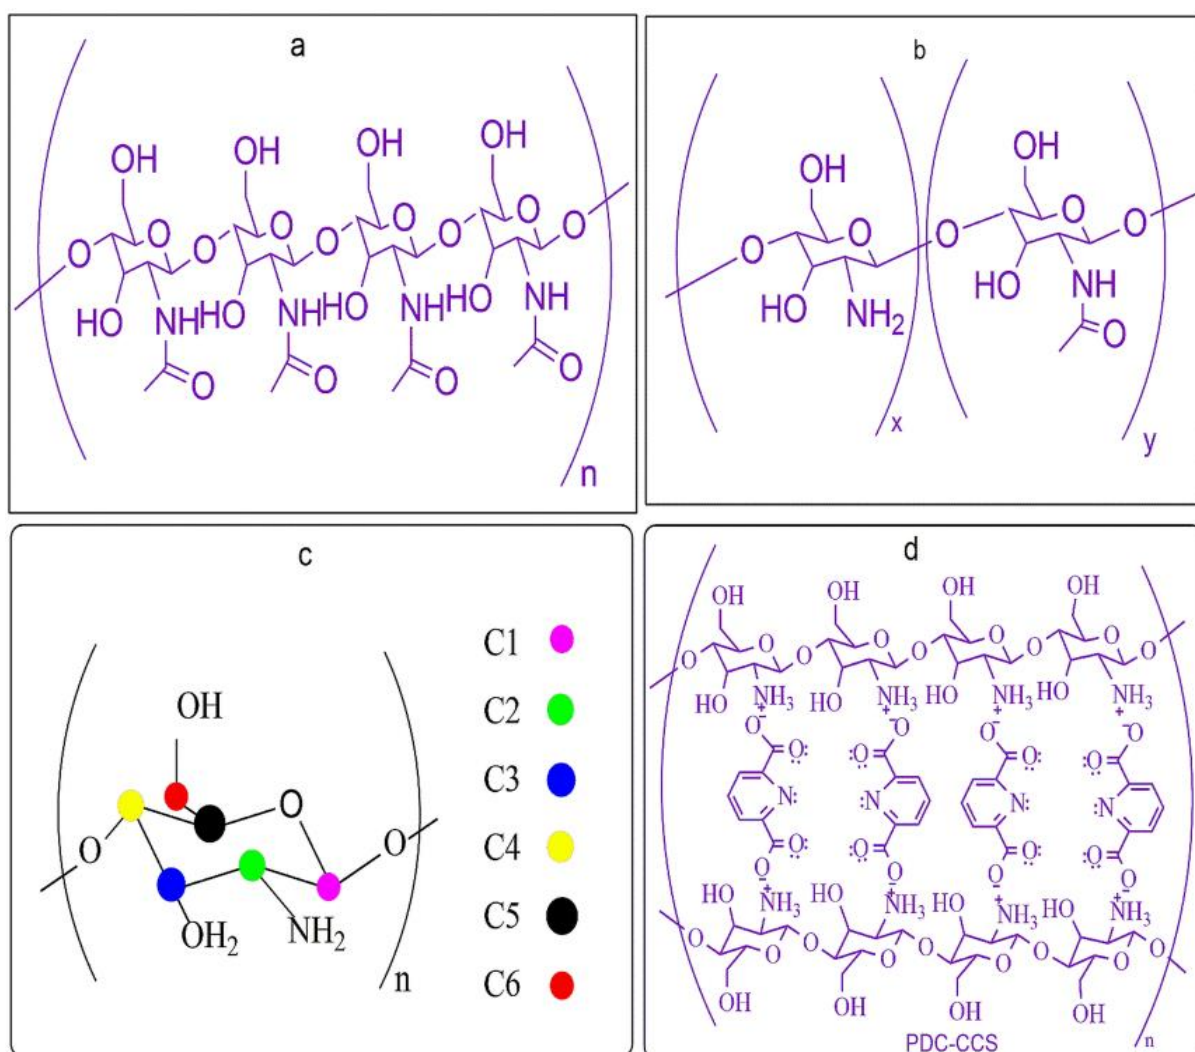 a
OH OH OH OH
O O O O
O O O O O
HO NH HO NH HO NH HO NH
O O O O
n
b
OH OH
O O
O O O
HO NH2 HO NH
O
x y
c
C1
C2
OH
C3
O
C4
O O
C5
OH2 NH2
C6
n
d
OH OH OH OH
O O O O
O O O O O
HO NH3 HO NH3 HO NH3 HO NH3
+ + + +
- - - -
O O O O
:O: :O: :O: :O:
N: :N N: :N
:O: :O: :O: :O:
O O O O
- - - -
+ + + +
HO NH3 HO NH3 HO NH3 HO NH3
O O O O O
O O O O
OH OH OH OH
PDC-CCS
n